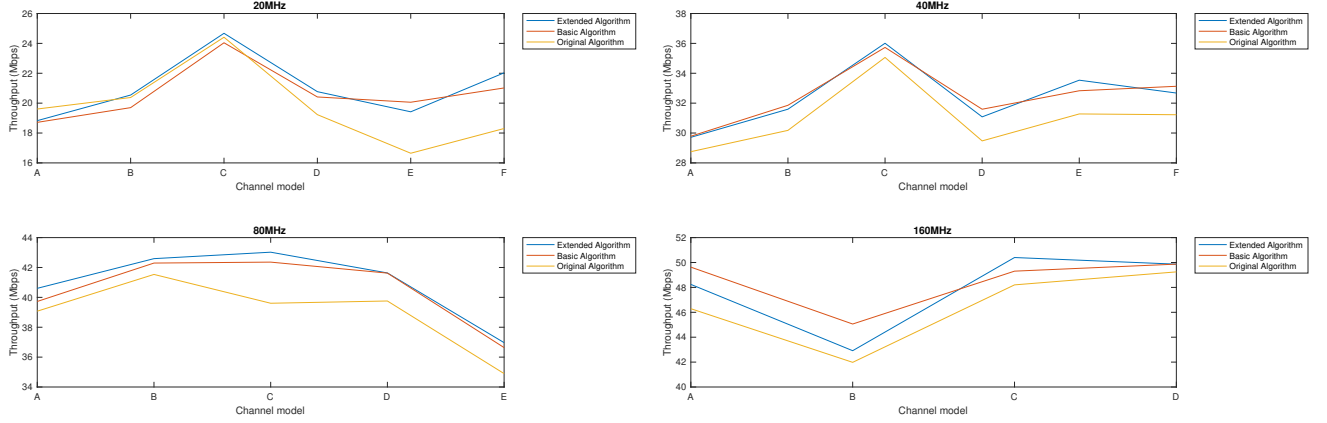 20MHz
26
24
22
20
18
16
Throughput (Mbps)
A B C D E F
Channel model
Extended Algorithm
Basic Algorithm
Original Algorithm
40MHz
38
36
34
32
30
28
Throughput (Mbps)
A B C D E F
Channel model
Extended Algorithm
Basic Algorithm
Original Algorithm
80MHz
44
42
40
38
36
34
Throughput (Mbps)
A B C D E
Channel model
Extended Algorithm
Basic Algorithm
Original Algorithm
160MHz
52
50
48
46
44
42
40
Throughput (Mbps)
A B C D
Channel model
Extended Algorithm
Basic Algorithm
Original Algorithm